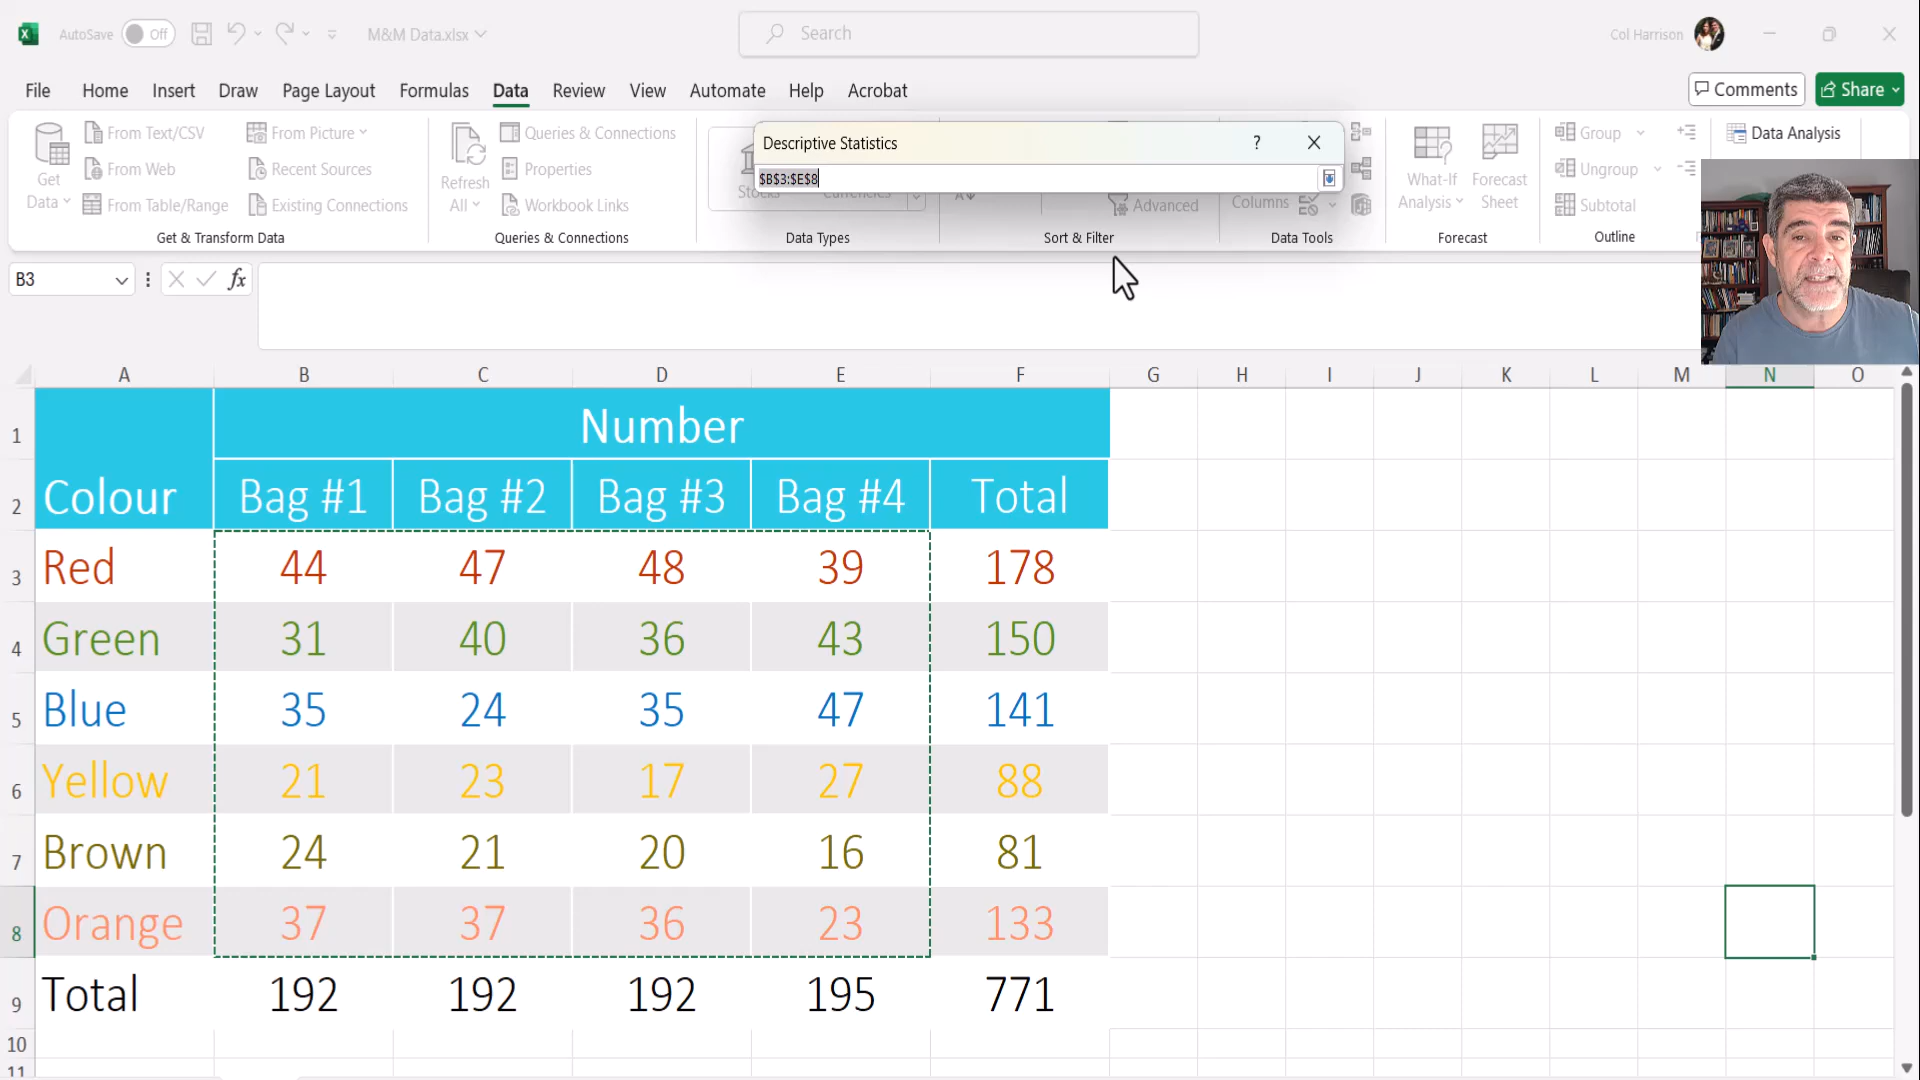 AutoSave Off M&M Data.xlsx Search Col Harrison
File Home Insert Draw Page Layout Formulas Data Review View Automate Help Acrobat Comments Share
Get Data
From Text/CSV
From Web
From Table/Range
From Picture
Recent Sources
Existing Connections
Get & Transform Data
Refresh All
Queries & Connections
Properties
Workbook Links
Queries & Connections
Data Types
Descriptive Statistics ?
$B$3:$E$8
Advanced
Sort & Filter
Columns
Data Tools
What-If Analysis
Forecast Sheet
Forecast
Group
Ungroup
Subtotal
Outline
Data Analysis
B3 fx
A B C D E F G H I J K L M N O
1 Number
2 Colour Bag #1 Bag #2 Bag #3 Bag #4 Total
3 Red 44 47 48 39 178
4 Green 31 40 36 43 150
5 Blue 35 24 35 47 141
6 Yellow 21 23 17 27 88
7 Brown 24 21 20 16 81
8 Orange 37 37 36 23 133
9 Total 192 192 192 195 771
10
11